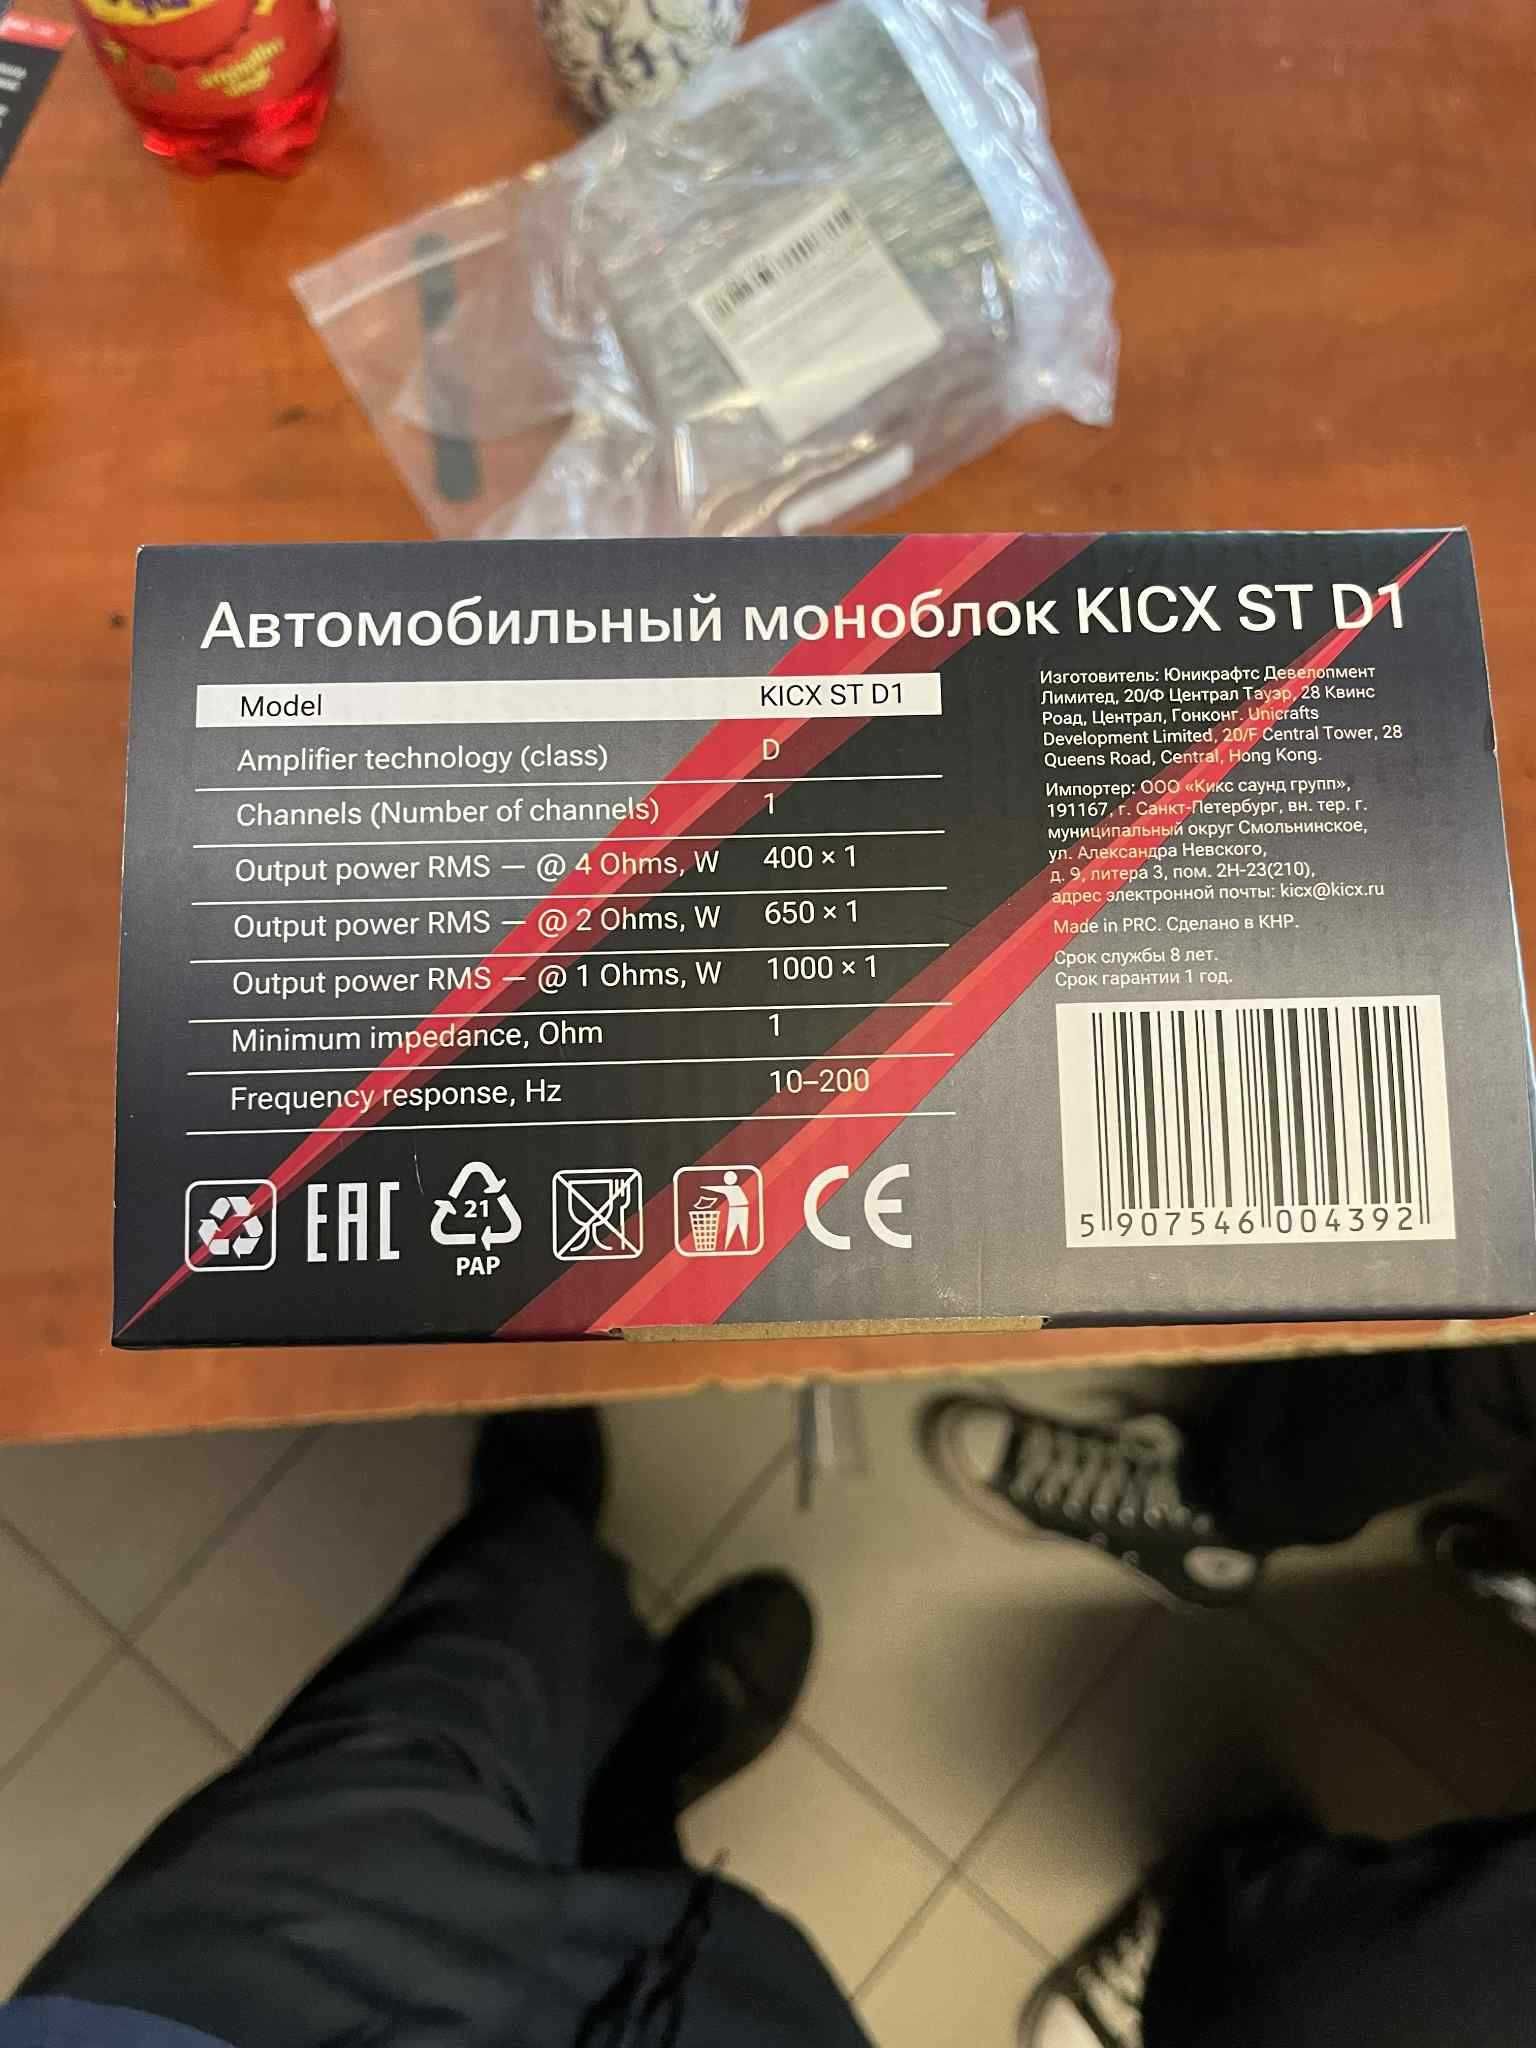 Автомобильный моноблок KICX ST D1
Model KICX ST D1
Amplifier technology (class) D
Channels (Number of channels) 1
Output power RMS — @ 4 Ohms, W 400 × 1
Output power RMS — @ 2 Ohms, W 650 × 1
Output power RMS — @ 1 Ohms, W 1000 × 1
Minimum impedance, Ohm 1
Frequency response, Hz 10–200
EAC
21
PAP
CE
Изготовитель: Юникрафтс Девелопмент
Лимитед, 20/Ф Централ Тауэр, 28 Квинс
Роад, Централ, Гонконг. Unicrafts
Development Limited, 20/F Central Tower, 28
Queens Road, Central, Hong Kong.
Импортер: ООО «Кикс саунд групп»,
191167, г. Санкт-Петербург, вн. тер. г.
муниципальный округ Смольнинское,
ул. Александра Невского,
д. 9, литера 3, пом. 2Н-23(210),
адрес электронной почты: kicx@kicx.ru
Made in PRC. Сделано в КНР.
Срок службы 8 лет.
Срок гарантии 1 год.
5 907546 004392